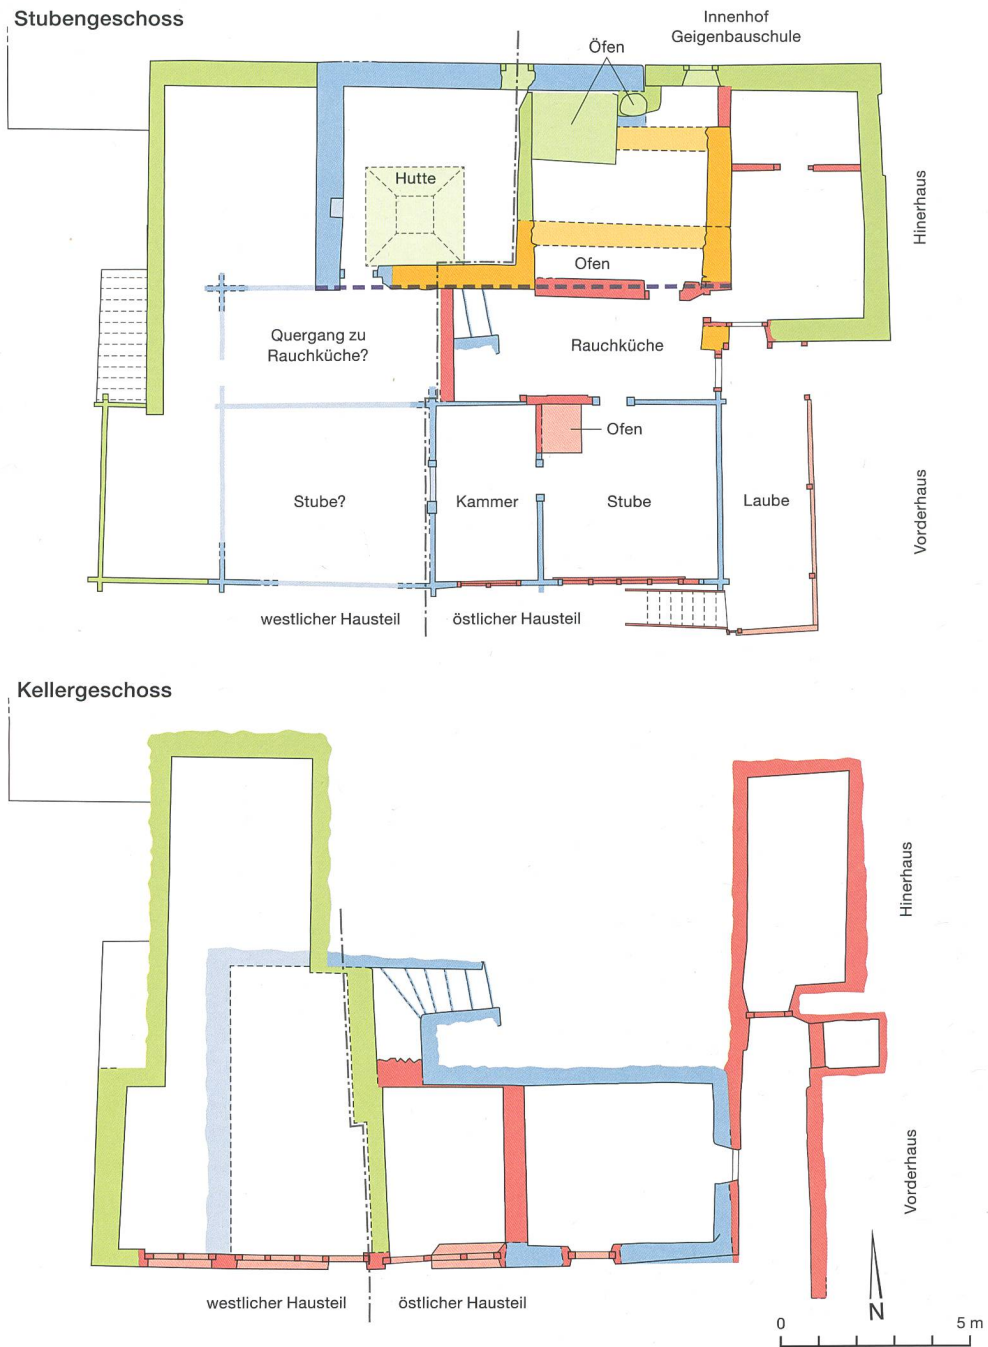 Stubengeschoss
Innenhof
Geigenbauschule
Öfen
Hutte
Hinerhaus
Ofen
Quergang zu
Rauchküche?
Rauchküche
Ofen
Stube?
Kammer
Stube
Laube
Vorderhaus
westlicher Hausteil
östlicher Hausteil
Kellergeschoss
Hinerhaus
Vorderhaus
westlicher Hausteil
östlicher Hausteil
N
0
5 m